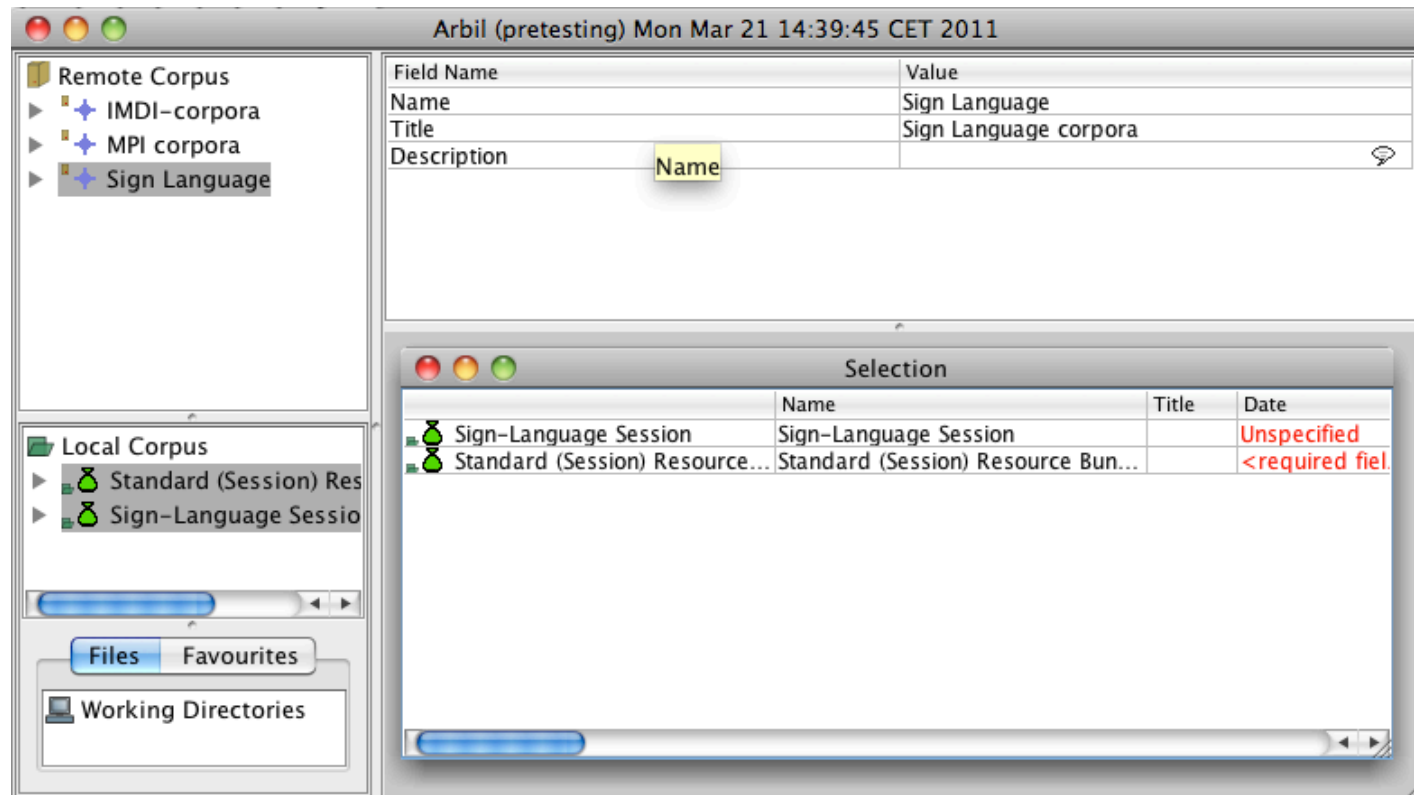 Arbil (pretesting) Mon Mar 21 14:39:45 CET 2011
Remote Corpus
IMDI-corpora
MPI corpora
Sign Language
Field Name Value
Name Sign Language
Title Sign Language corpora
Description
Name
Local Corpus
Standard (Session) Res
Sign-Language Sessio
Files Favourites
Working Directories
Selection
Name Title Date
Sign-Language Session Sign-Language Session Unspecified
Standard (Session) Resource... Standard (Session) Resource Bun... <required fiel.